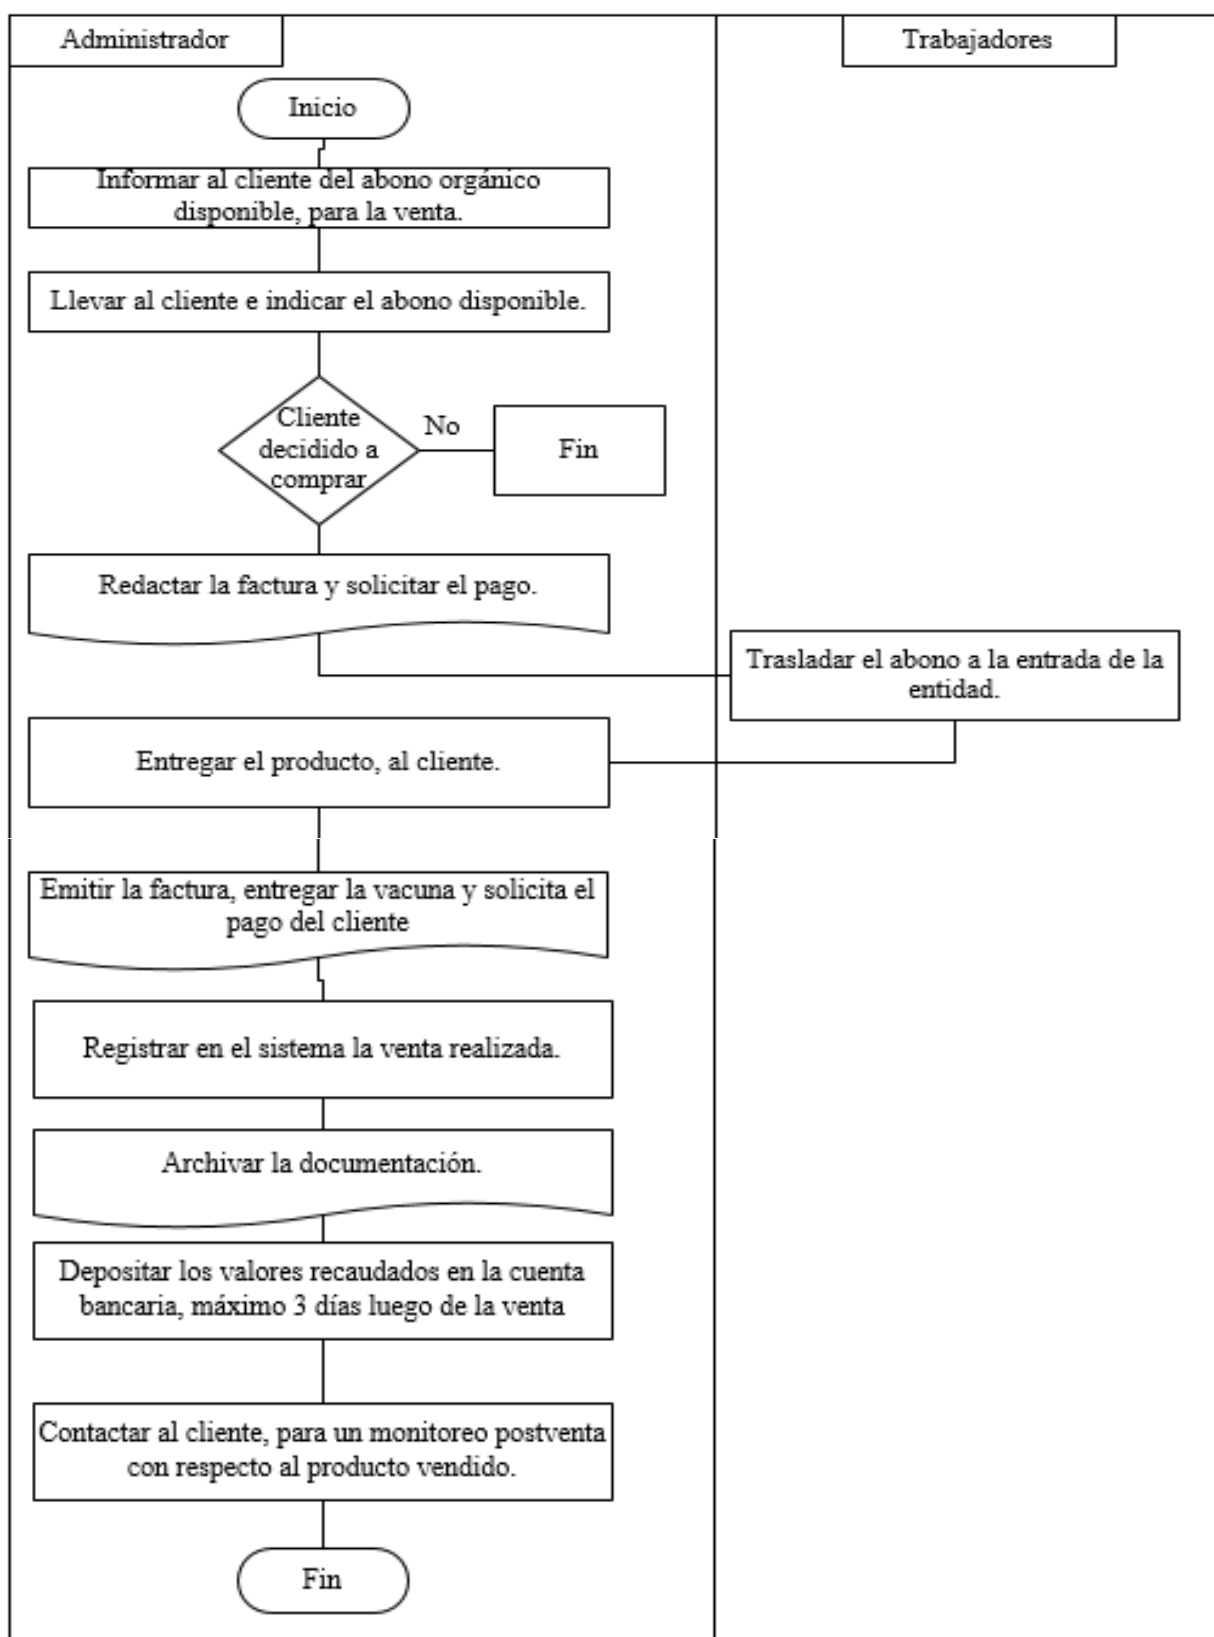 Administrador
Trabajadores
Inicio
Informar al cliente del abono orgánico
disponible, para la venta.
Llevar al cliente e indicar el abono disponible.
Cliente
decidido a
comprar
No
Fin
Redactar la factura y solicitar el pago.
Trasladar el abono a la entrada de la
entidad.
Entregar el producto, al cliente.
Emitir la factura, entregar la vacuna y solicita el
pago del cliente
Registrar en el sistema la venta realizada.
Archivar la documentación.
Depositar los valores recaudados en la cuenta
bancaria, máximo 3 días luego de la venta
Contactar al cliente, para un monitoreo postventa
con respecto al producto vendido.
Fin